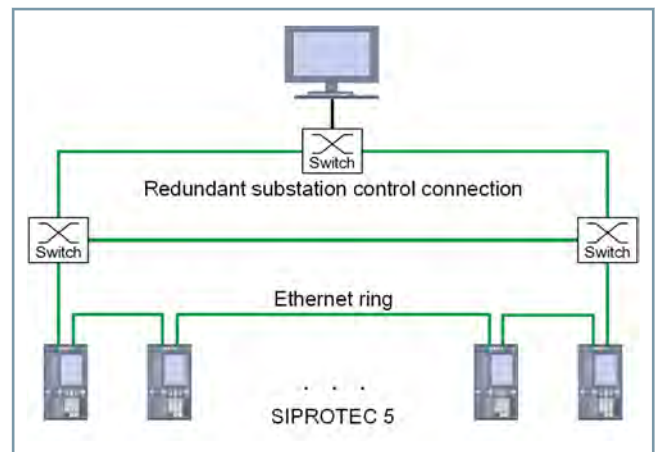 Switch
Redundant substation control connection
Switch
Switch
Ethernet ring
. . .
SIPROTEC 5